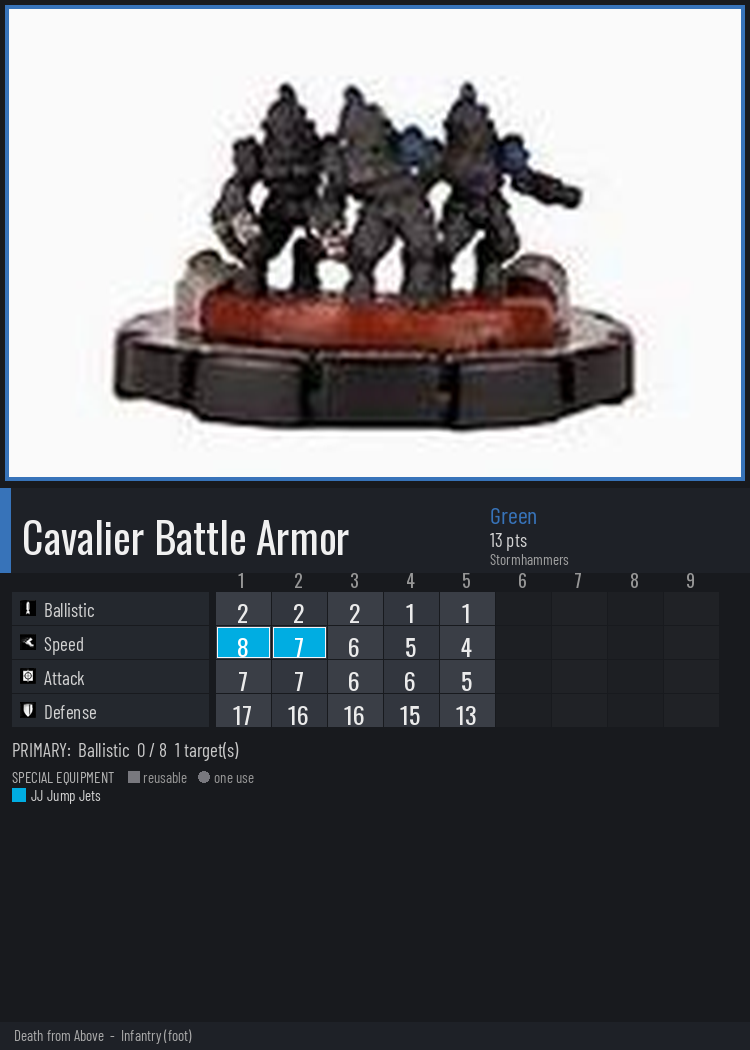 Cavalier Battle Armor
Green
13 pts
Stormhammers
1 2 3 4 5 6 7 8 9
Ballistic 2 2 2 1 1
Speed 8 7 6 5 4
Attack 7 7 6 6 5
Defense 17 16 16 15 13
PRIMARY: Ballistic 0 / 8 1 target(s)
SPECIAL EQUIPMENT reusable one use
JJ Jump Jets
Death from Above - Infantry (foot)